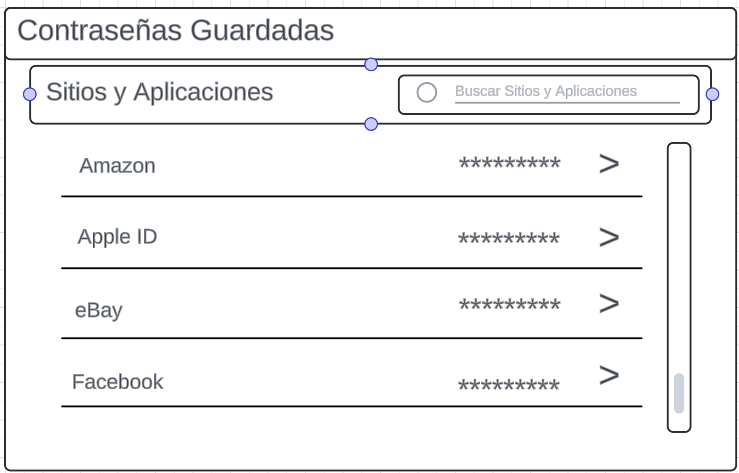 Contraseñas Guardadas
Sitios y Aplicaciones
Buscar Sitios y Aplicaciones
Amazon ********* >
Apple ID ********* >
eBay ********* >
Facebook ********* >